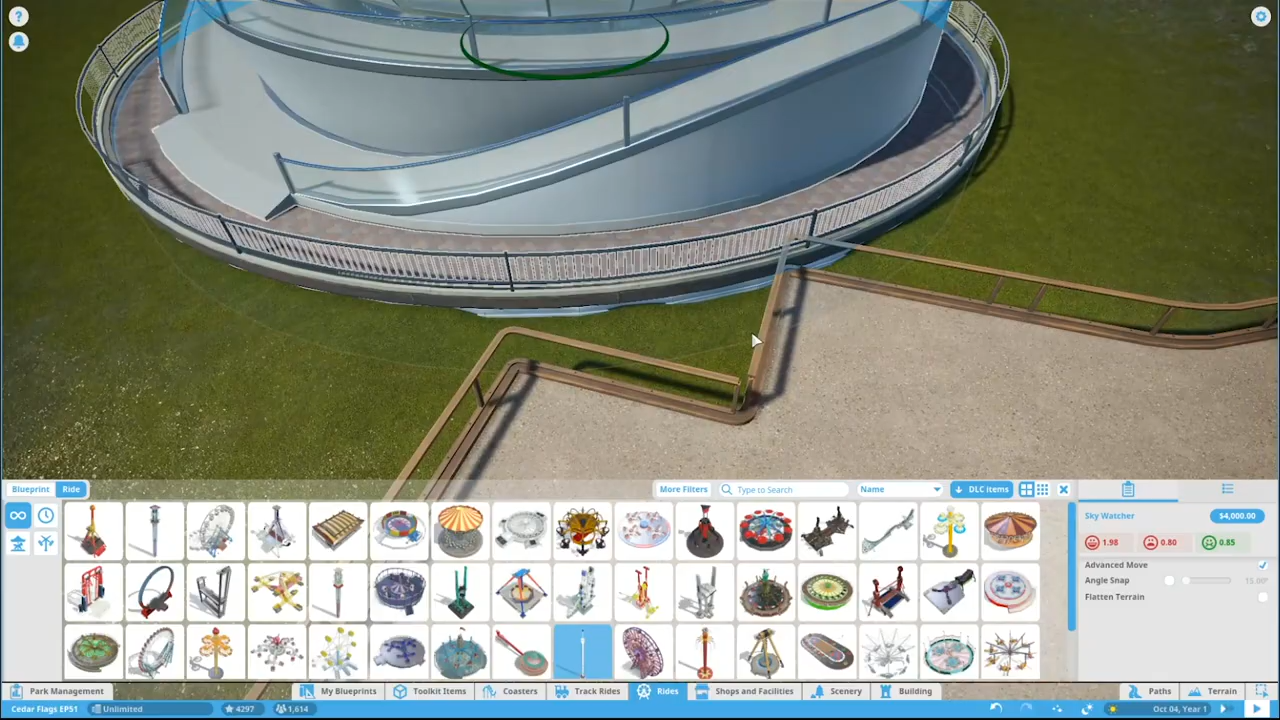 ?
Blueprint Ride More Filters Type to Search Name DLC Items
Sky Watcher $4,000.00
1.98 0.80 0.85
Advanced Move
Angle Snap 15.00°
Flatten Terrain
Park Management My Blueprints Toolkit Items Coasters Track Rides Rides Shops and Facilities Scenery Building Paths Terrain
Cedar Flags EP51 Unlimited 4297 1,614 Oct 04, Year 1